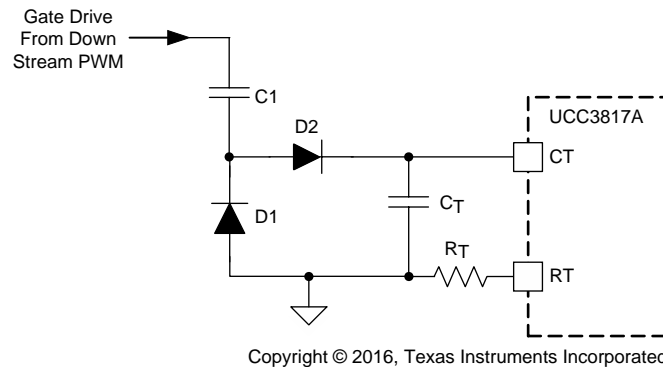 Gate Drive
From Down
Stream PWM
C1
D2
UCC3817A
CT
D1
CT
RT
RT
Copyright © 2016, Texas Instruments Incorporated